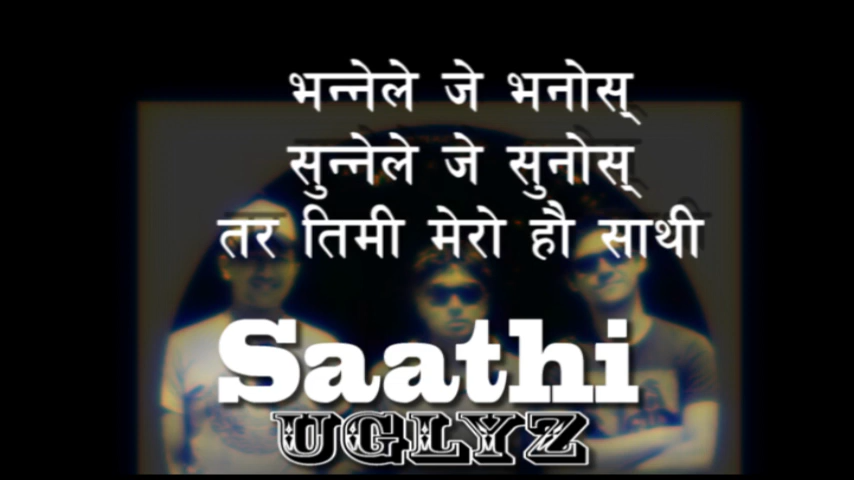 भन्नेले जे भनोस्
सुन्नेले जे सुनोस्
तर तिमी मेरो हौ साथी
Saathi
UGLYZ